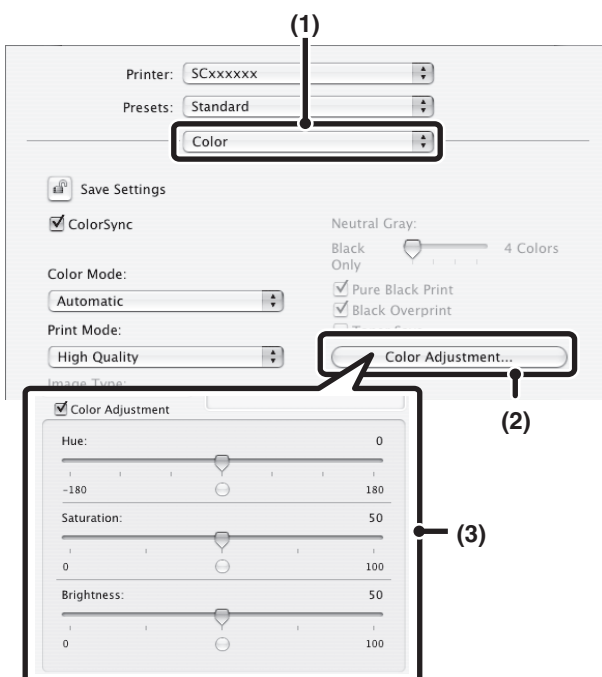 (1)
Printer: SCxxxxxx
Presets: Standard
Color
Save Settings
ColorSync
Neutral Gray:
Black Only
4 Colors
Color Mode:
Automatic
Pure Black Print
Black Overprint
Print Mode:
High Quality
Color Adjustment...
Image Type:
(2)
Color Adjustment
Hue: 0
-180 180
Saturation: 50
0 100
(3)
Brightness: 50
0 100